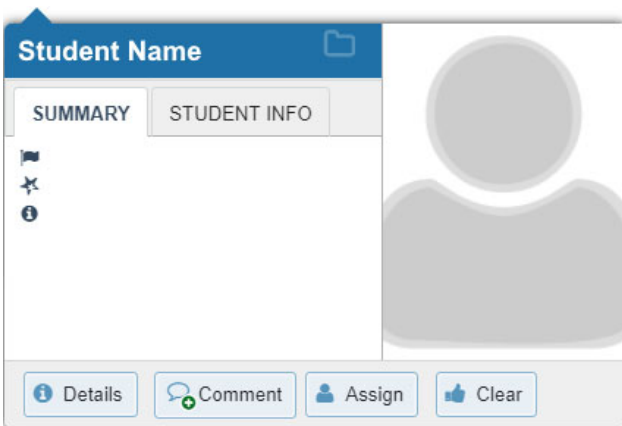 Student Name
SUMMARY STUDENT INFO
Details Comment Assign Clear